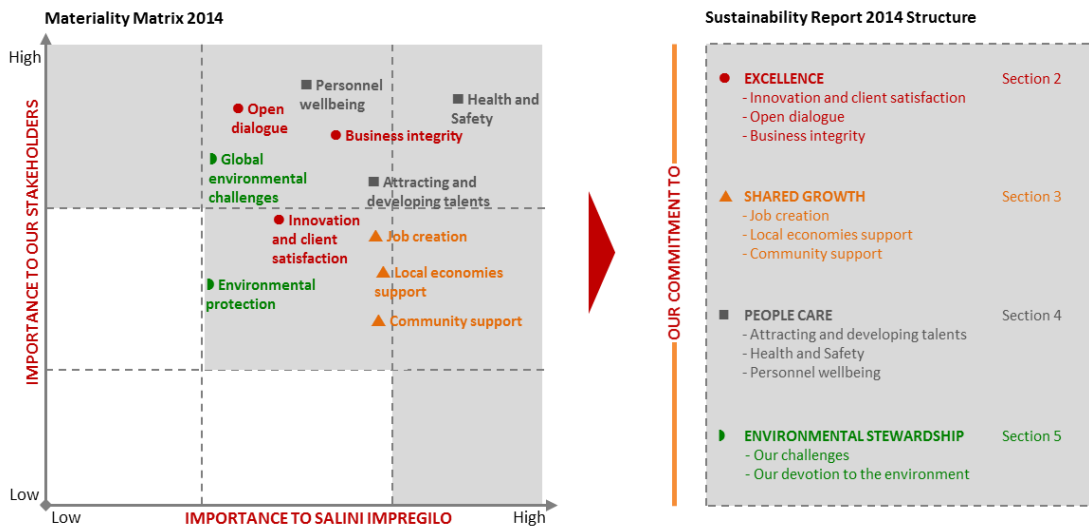 Materiality Matrix 2014
High
Low
IMPORTANCE TO OUR STAKEHOLDERS
Personnel
wellbeing
Health and
Safety
Open
dialogue
Business integrity
Global
environmental
challenges
Attracting and
developing talents
Innovation
and client
satisfaction
Job creation
Local economies
support
Environmental
protection
Community support
Low
IMPORTANCE TO SALINI IMPREGILO
High
OUR COMMITMENT TO
Sustainability Report 2014 Structure
EXCELLENCE Section 2
- Innovation and client satisfaction
- Open dialogue
- Business integrity
SHARED GROWTH Section 3
- Job creation
- Local economies support
- Community support
PEOPLE CARE Section 4
- Attracting and developing talents
- Health and Safety
- Personnel wellbeing
ENVIRONMENTAL STEWARDSHIP Section 5
- Our challenges
- Our devotion to the environment